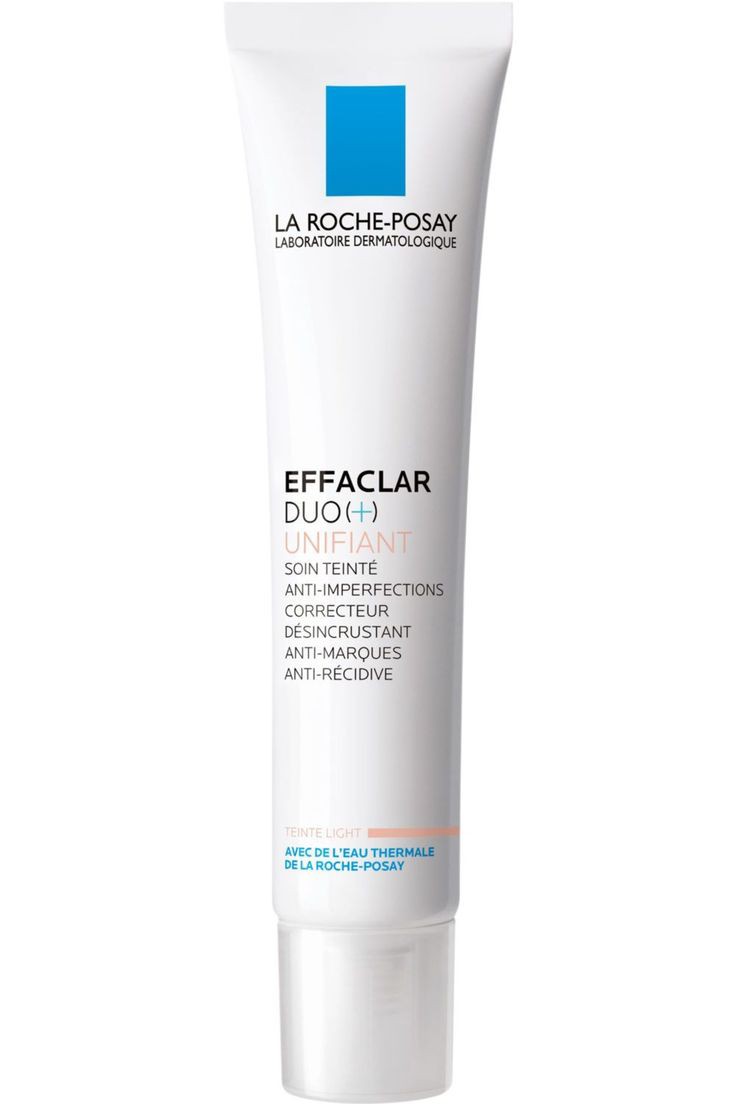 LA ROCHE-POSAY
LABORATOIRE DERMATOLOGIQUE
EFFACLAR
DUO(+)
UNIFIANT
SOIN TEINTÉ
ANTI-IMPERFECTIONS
CORRECTEUR
DÉSINCRUSTANT
ANTI-MARQUES
ANTI-RÉCIDIVE
TEINTE LIGHT
AVEC DE L'EAU THERMALE
DE LA ROCHE-POSAY